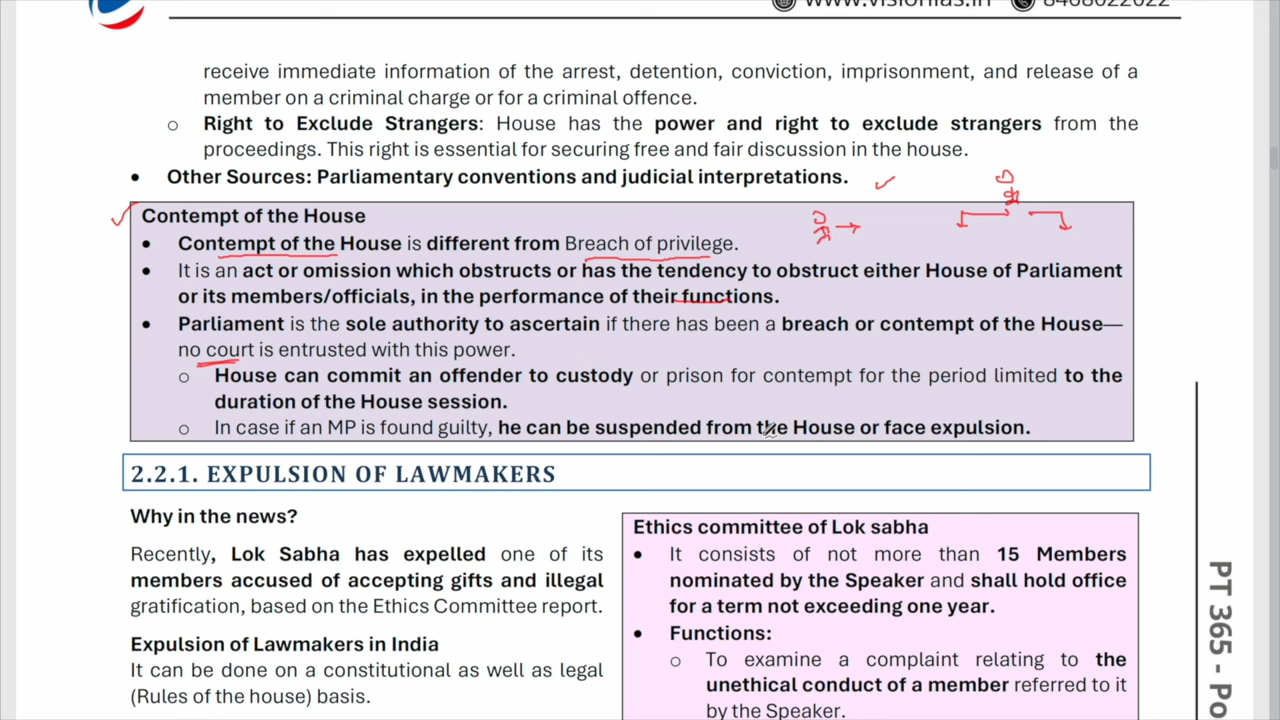 www.visionias.in 8468022022
receive immediate information of the arrest, detention, conviction, imprisonment, and release of a
member on a criminal charge or for a criminal offence.
o Right to Exclude Strangers: House has the power and right to exclude strangers from the
proceedings. This right is essential for securing free and fair discussion in the house.
• Other Sources: Parliamentary conventions and judicial interpretations.
Contempt of the House
• Contempt of the House is different from Breach of privilege.
• It is an act or omission which obstructs or has the tendency to obstruct either House of Parliament
or its members/officials, in the performance of their functions.
• Parliament is the sole authority to ascertain if there has been a breach or contempt of the House—
no court is entrusted with this power.
o House can commit an offender to custody or prison for contempt for the period limited to the
duration of the House session.
o In case if an MP is found guilty, he can be suspended from the House or face expulsion.
2.2.1. EXPULSION OF LAWMAKERS
Why in the news?
Recently, Lok Sabha has expelled one of its
members accused of accepting gifts and illegal
gratification, based on the Ethics Committee report.
Expulsion of Lawmakers in India
It can be done on a constitutional as well as legal
(Rules of the house) basis.
Ethics committee of Lok sabha
• It consists of not more than 15 Members
nominated by the Speaker and shall hold office
for a term not exceeding one year.
• Functions:
o To examine a complaint relating to the
unethical conduct of a member referred to it
by the Speaker.
PT 365 - Po